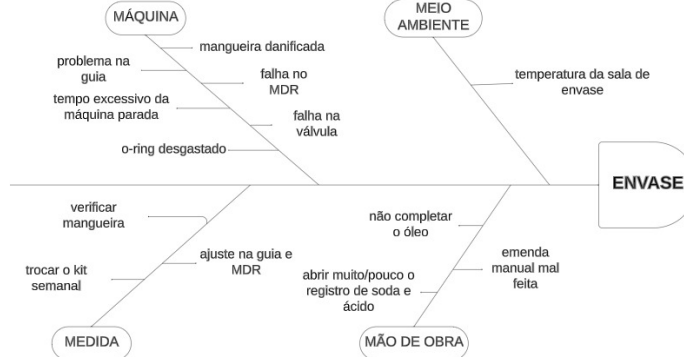 MÁQUINA
MEIO
AMBIENTE
mangueira danificada
problema na
guia
falha no
MDR
temperatura da sala de
envase
tempo excessivo da
máquina parada
falha na
válvula
o-ring desgastado
ENVASE
verificar
mangueira
não completar
o óleo
ajuste na guia e
MDR
emenda
manual mal
feita
trocar o kit
semanal
abrir muito/pouco o
registro de soda e
ácido
MEDIDA
MÃO DE OBRA